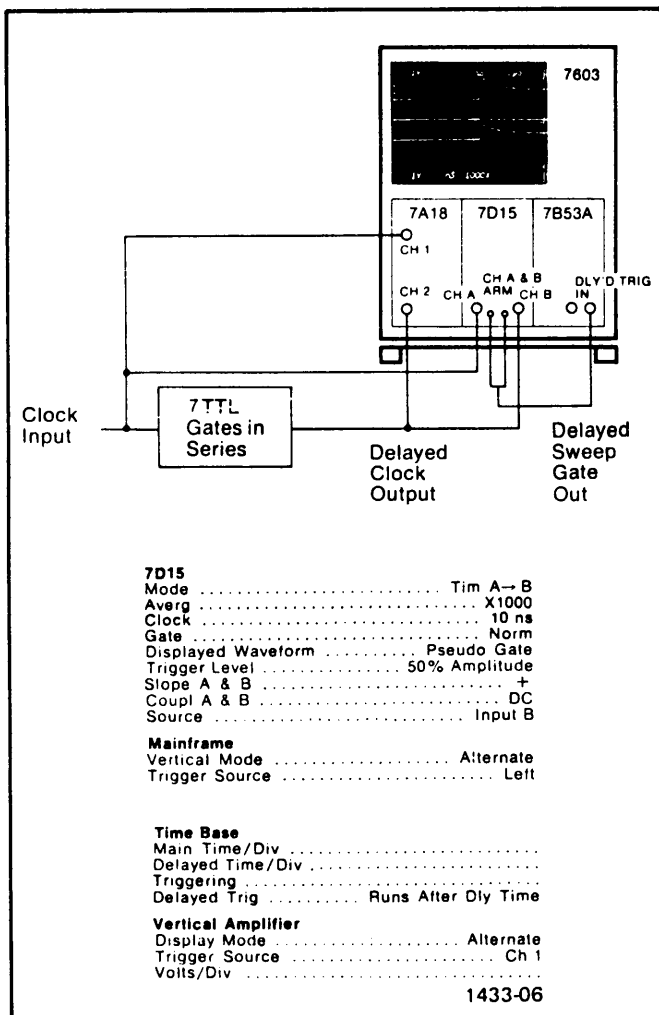 7603
7A18 7D15 7B53A
CH 1
CH 2
CH A
CH A & B
ARM
CH B
DLY'D TRIG
IN
Clock
Input
7 TTL
Gates in
Series
Delayed
Clock
Output
Delayed
Sweep
Gate
Out
7D15
Mode .......... Tim A→ B
Averg .......... X1000
Clock .......... 10 ns
Gate .......... Norm
Displayed Waveform .......... Pseudo Gate
Trigger Level .......... 50% Amplitude
Slope A & B .......... +
Coupl A & B .......... DC
Source .......... Input B
Mainframe
Vertical Mode .......... Alternate
Trigger Source .......... Left
Time Base
Main Time/Div ..........
Delayed Time/Div ..........
Triggering ..........
Delayed Trig .......... Runs After Dly Time
Vertical Amplifier
Display Mode .......... Alternate
Trigger Source .......... Ch 1
Volts/Div ..........
1433-06